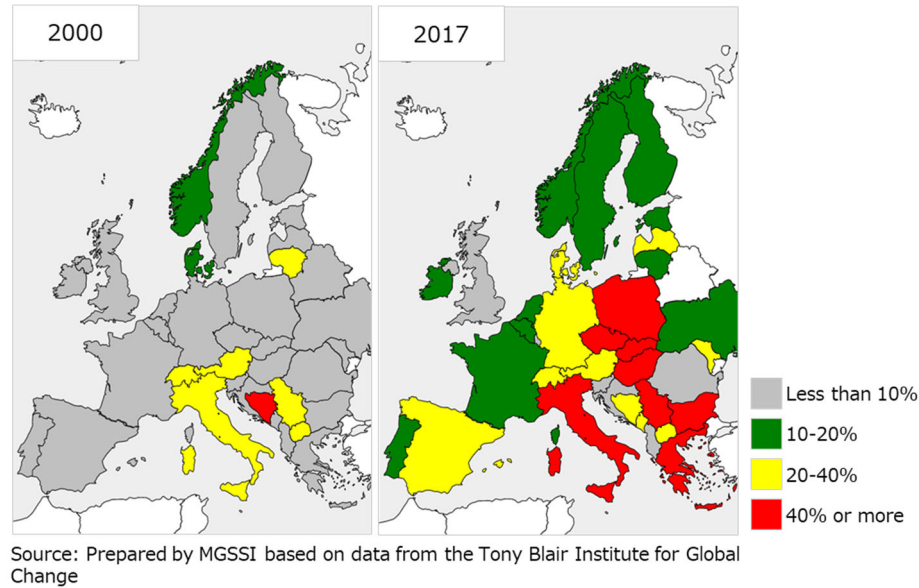 2000
2017
Less than 10%
10-20%
20-40%
40% or more
Source: Prepared by MGSSI based on data from the Tony Blair Institute for Global
Change